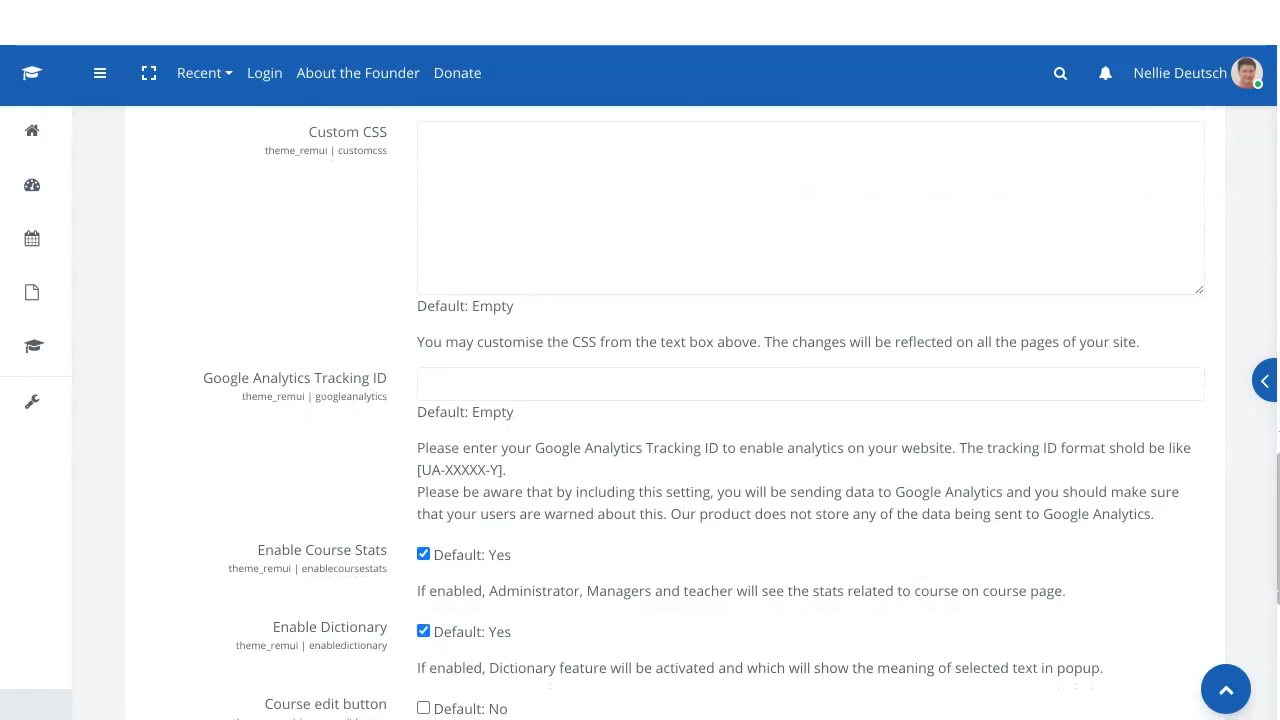 Recent Login About the Founder Donate Nellie Deutsch
Custom CSS
theme_remui | customcss
Default: Empty
You may customise the CSS from the text box above. The changes will be reflected on all the pages of your site.
Google Analytics Tracking ID
theme_remui | googleanalytics
Default: Empty
Please enter your Google Analytics Tracking ID to enable analytics on your website. The tracking ID format shold be like
[UA-XXXXX-Y].
Please be aware that by including this setting, you will be sending data to Google Analytics and you should make sure
that your users are warned about this. Our product does not store any of the data being sent to Google Analytics.
Enable Course Stats
Default: Yes
theme_remui | enablecoursestats
If enabled, Administrator, Managers and teacher will see the stats related to course on course page.
Enable Dictionary
Default: Yes
theme_remui | enabledictionary
If enabled, Dictionary feature will be activated and which will show the meaning of selected text in popup.
Course edit button
Default: No